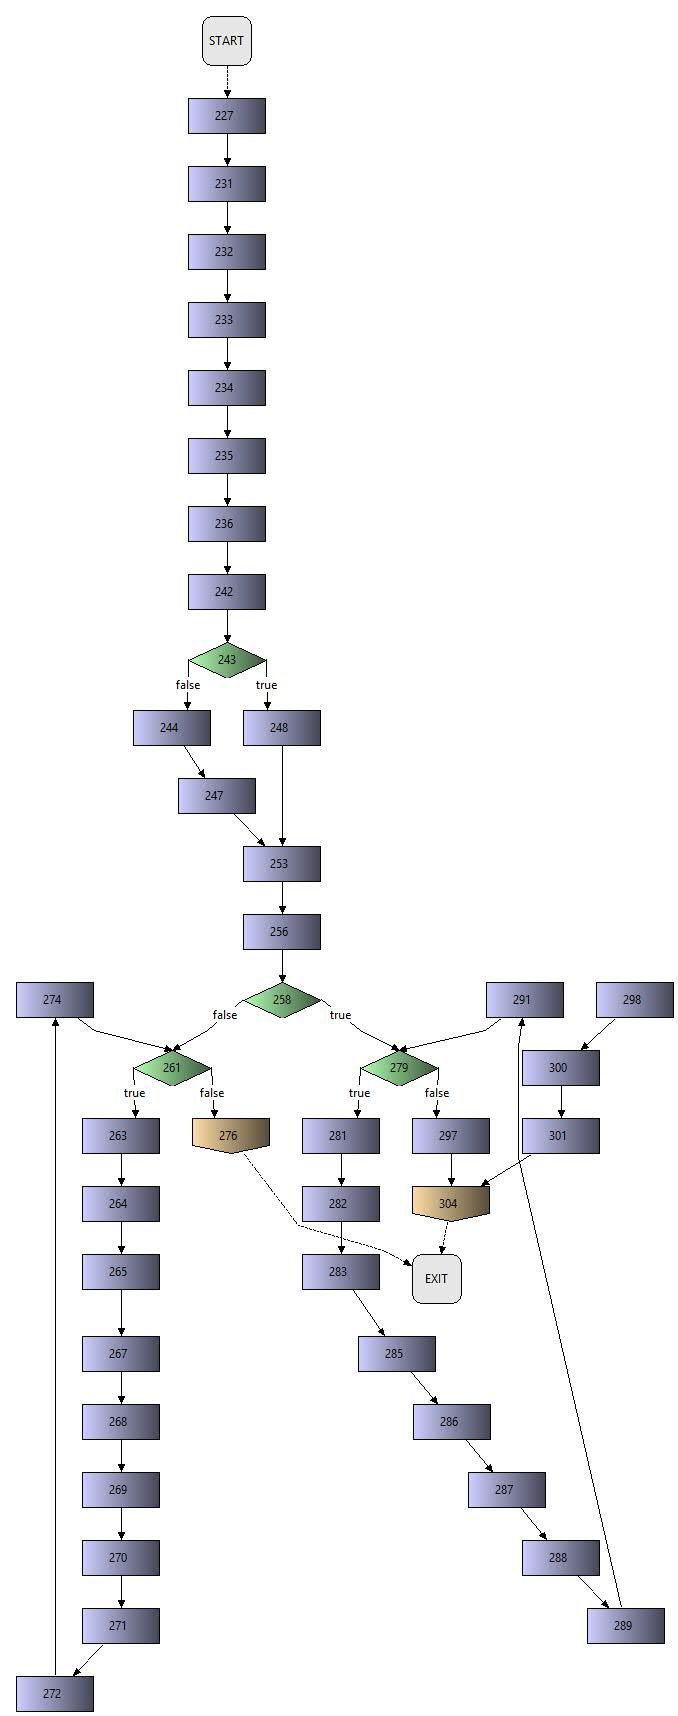 START
227
231
232
233
234
235
236
242
243
false true
244 248
247
253
256
274 258 291 298
false true
261 279 300
true false true false
263 276 281 297 301
264 282 304
265 283 EXIT
267 285
268 286
269 287
270 288
271 289
272